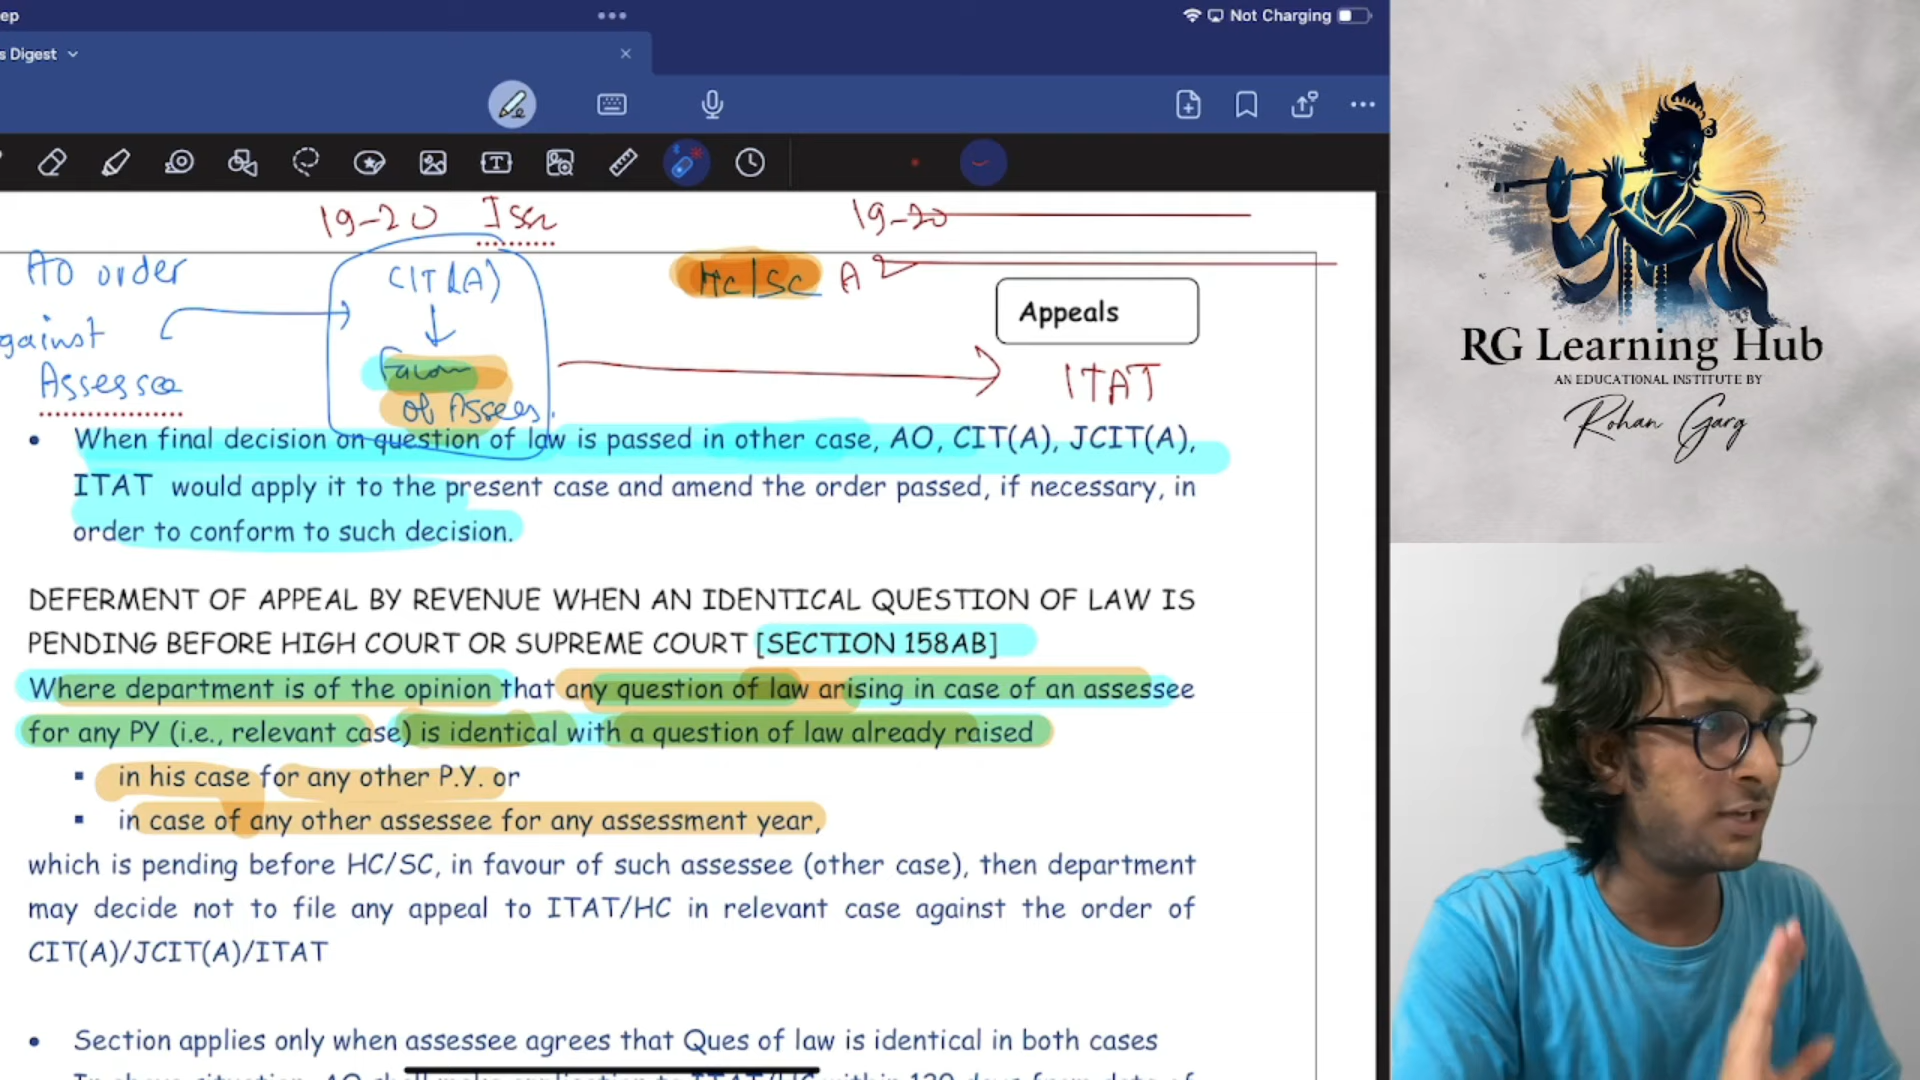 ep
Not Charging
s Digest
19-20
19-20
AO order
CIT(A)
HC/SC A
Appeals
gainst
Assessee
Favour
of Assees.
ITAT
• When final decision on question of law is passed in other case, AO, CIT(A), JCIT(A),
ITAT would apply it to the present case and amend the order passed, if necessary, in
order to conform to such decision.
DEFERMENT OF APPEAL BY REVENUE WHEN AN IDENTICAL QUESTION OF LAW IS
PENDING BEFORE HIGH COURT OR SUPREME COURT [SECTION 158AB]
Where department is of the opinion that any question of law arising in case of an assessee
for any PY (i.e., relevant case) is identical with a question of law already raised
▪ in his case for any other P.Y. or
▪ in case of any other assessee for any assessment year,
which is pending before HC/SC, in favour of such assessee (other case), then department
may decide not to file any appeal to ITAT/HC in relevant case against the order of
CIT(A)/JCIT(A)/ITAT
• Section applies only when assessee agrees that Ques of law is identical in both cases
RG Learning Hub
AN EDUCATIONAL INSTITUTE BY
Rohan Garg